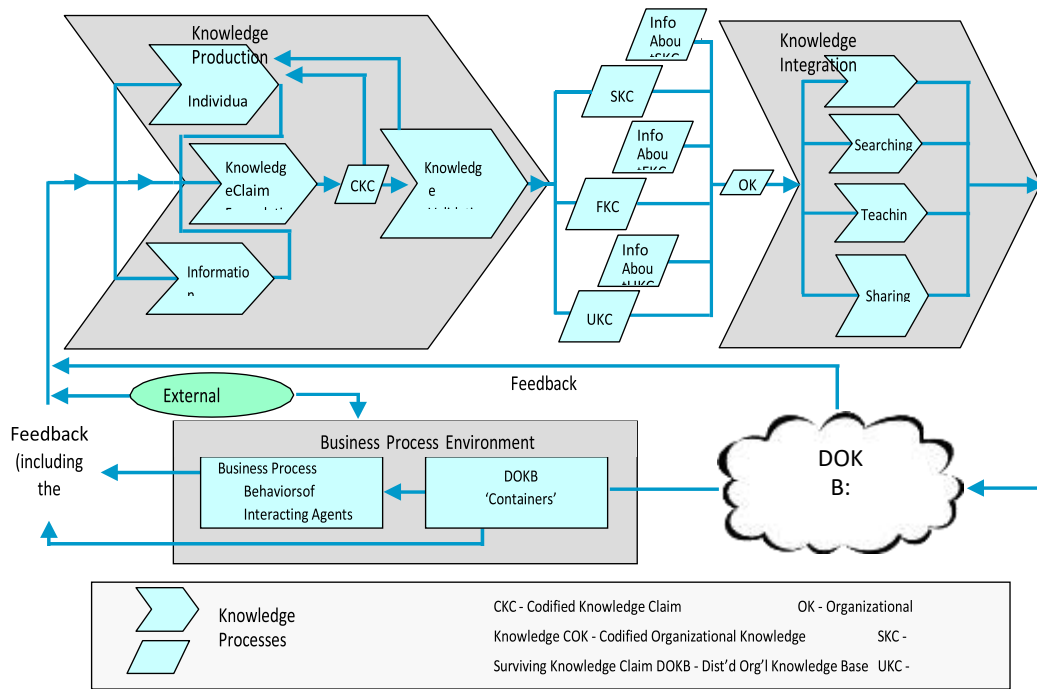 Knowledge
Production
Individua
Knowledg
eClaim
CKC
Knowledg
e
Informatio
n
Info
Abou
SKC
Info
Abou
FKC
Info
Abou
UKC
OK
Knowledge
Integration
Searching
Teachin
Sharing
Feedback
External
Feedback
(including
the
Business Process Environment
Business Process
Behaviorsof
Interacting Agents
DOKB
‘Containers’
DOK
B:
Knowledge
Processes
CKC - Codified Knowledge Claim OK - Organizational
Knowledge COK - Codified Organizational Knowledge SKC -
Surviving Knowledge Claim DOKB - Dist’d Org’l Knowledge Base UKC -